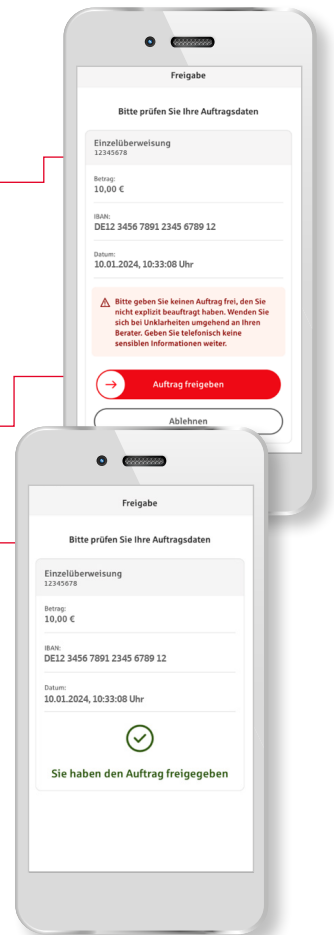 Freigabe
Bitte prüfen Sie Ihre Auftragsdaten
Einzelüberweisung
12345678
Betrag:
10,00 €
IBAN:
DE12 3456 7891 2345 6789 12
Datum:
10.01.2024, 10:33:08 Uhr
Bitte geben Sie keinen Auftrag frei, den Sie
nicht explizit beauftragt haben. Wenden Sie
sich bei Unklarheiten umgehend an Ihren
Berater. Geben Sie telefonisch keine
sensiblen Informationen weiter.
Auftrag freigeben
Ablehnen
Freigabe
Bitte prüfen Sie Ihre Auftragsdaten
Einzelüberweisung
12345678
Betrag:
10,00 €
IBAN:
DE12 3456 7891 2345 6789 12
Datum:
10.01.2024, 10:33:08 Uhr
Sie haben den Auftrag freigegeben